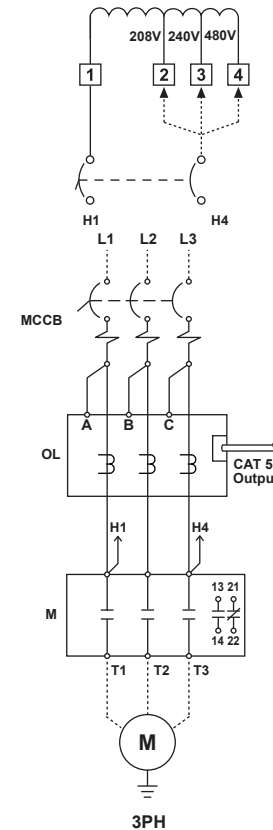 208V 240V 480V
1 2 3 4
H1 H4
L1 L2 L3
MCCB
A B C
OL
CAT 5
Outpu
H1 H4
13 21
M
14 22
T1 T2 T3
M
3PH